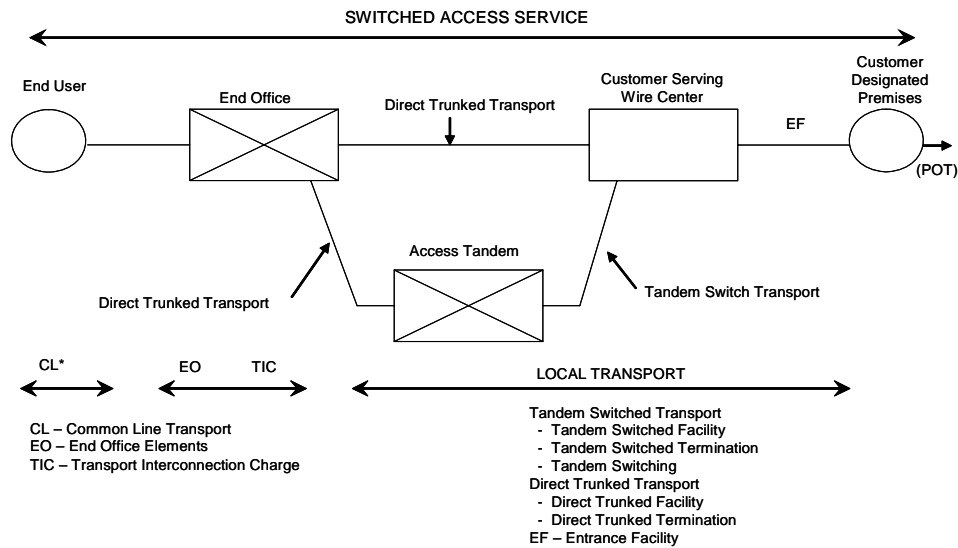 SWITCHED ACCESS SERVICE
End User
End Office
Direct Trunked Transport
Customer Serving
Wire Center
EF
Customer
Designated
Premises
(POT)
Access Tandem
Direct Trunked Transport
Tandem Switch Transport
CL*
EO
TIC
LOCAL TRANSPORT
CL – Common Line Transport
EO – End Office Elements
TIC – Transport Interconnection Charge
Tandem Switched Transport
- Tandem Switched Facility
- Tandem Switched Termination
- Tandem Switching
Direct Trunked Transport
- Direct Trunked Facility
- Direct Trunked Termination
EF – Entrance Facility